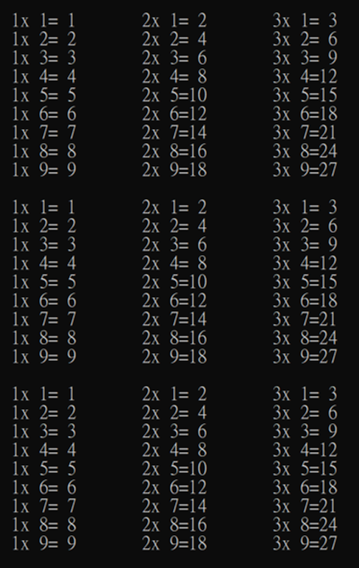 1x 1= 1 2x 1= 2 3x 1= 3
1x 2= 2 2x 2= 4 3x 2= 6
1x 3= 3 2x 3= 6 3x 3= 9
1x 4= 4 2x 4= 8 3x 4=12
1x 5= 5 2x 5=10 3x 5=15
1x 6= 6 2x 6=12 3x 6=18
1x 7= 7 2x 7=14 3x 7=21
1x 8= 8 2x 8=16 3x 8=24
1x 9= 9 2x 9=18 3x 9=27

1x 1= 1 2x 1= 2 3x 1= 3
1x 2= 2 2x 2= 4 3x 2= 6
1x 3= 3 2x 3= 6 3x 3= 9
1x 4= 4 2x 4= 8 3x 4=12
1x 5= 5 2x 5=10 3x 5=15
1x 6= 6 2x 6=12 3x 6=18
1x 7= 7 2x 7=14 3x 7=21
1x 8= 8 2x 8=16 3x 8=24
1x 9= 9 2x 9=18 3x 9=27

1x 1= 1 2x 1= 2 3x 1= 3
1x 2= 2 2x 2= 4 3x 2= 6
1x 3= 3 2x 3= 6 3x 3= 9
1x 4= 4 2x 4= 8 3x 4=12
1x 5= 5 2x 5=10 3x 5=15
1x 6= 6 2x 6=12 3x 6=18
1x 7= 7 2x 7=14 3x 7=21
1x 8= 8 2x 8=16 3x 8=24
1x 9= 9 2x 9=18 3x 9=27